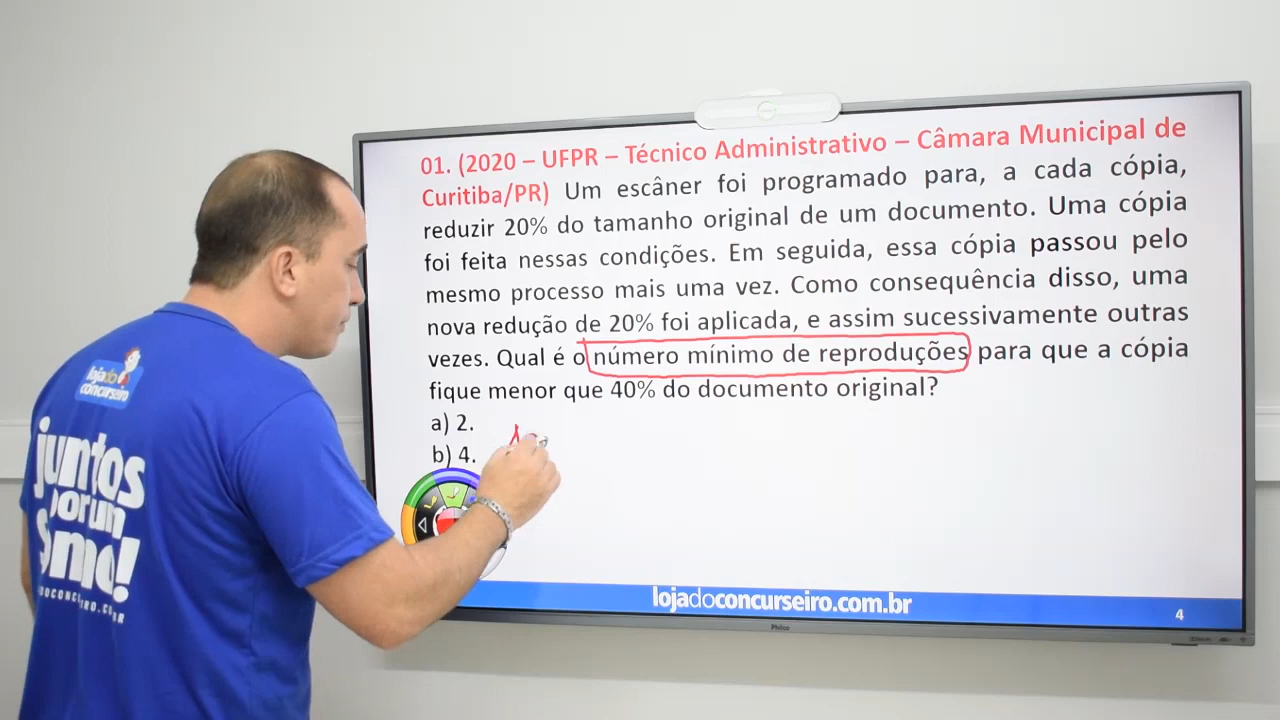 01. (2020 – UFPR – Técnico Administrativo – Câmara Municipal de
Curitiba/PR) Um escâner foi programado para, a cada cópia,
reduzir 20% do tamanho original de um documento. Uma cópia
foi feita nessas condições. Em seguida, essa cópia passou pelo
mesmo processo mais uma vez. Como consequência disso, uma
nova redução de 20% foi aplicada, e assim sucessivamente outras
vezes. Qual é o número mínimo de reproduções para que a cópia
fique menor que 40% do documento original?
a) 2.
b) 4.
lojadoconcurseiro.com.br
4
Philco
loja do
concurseiro
juntos
por um